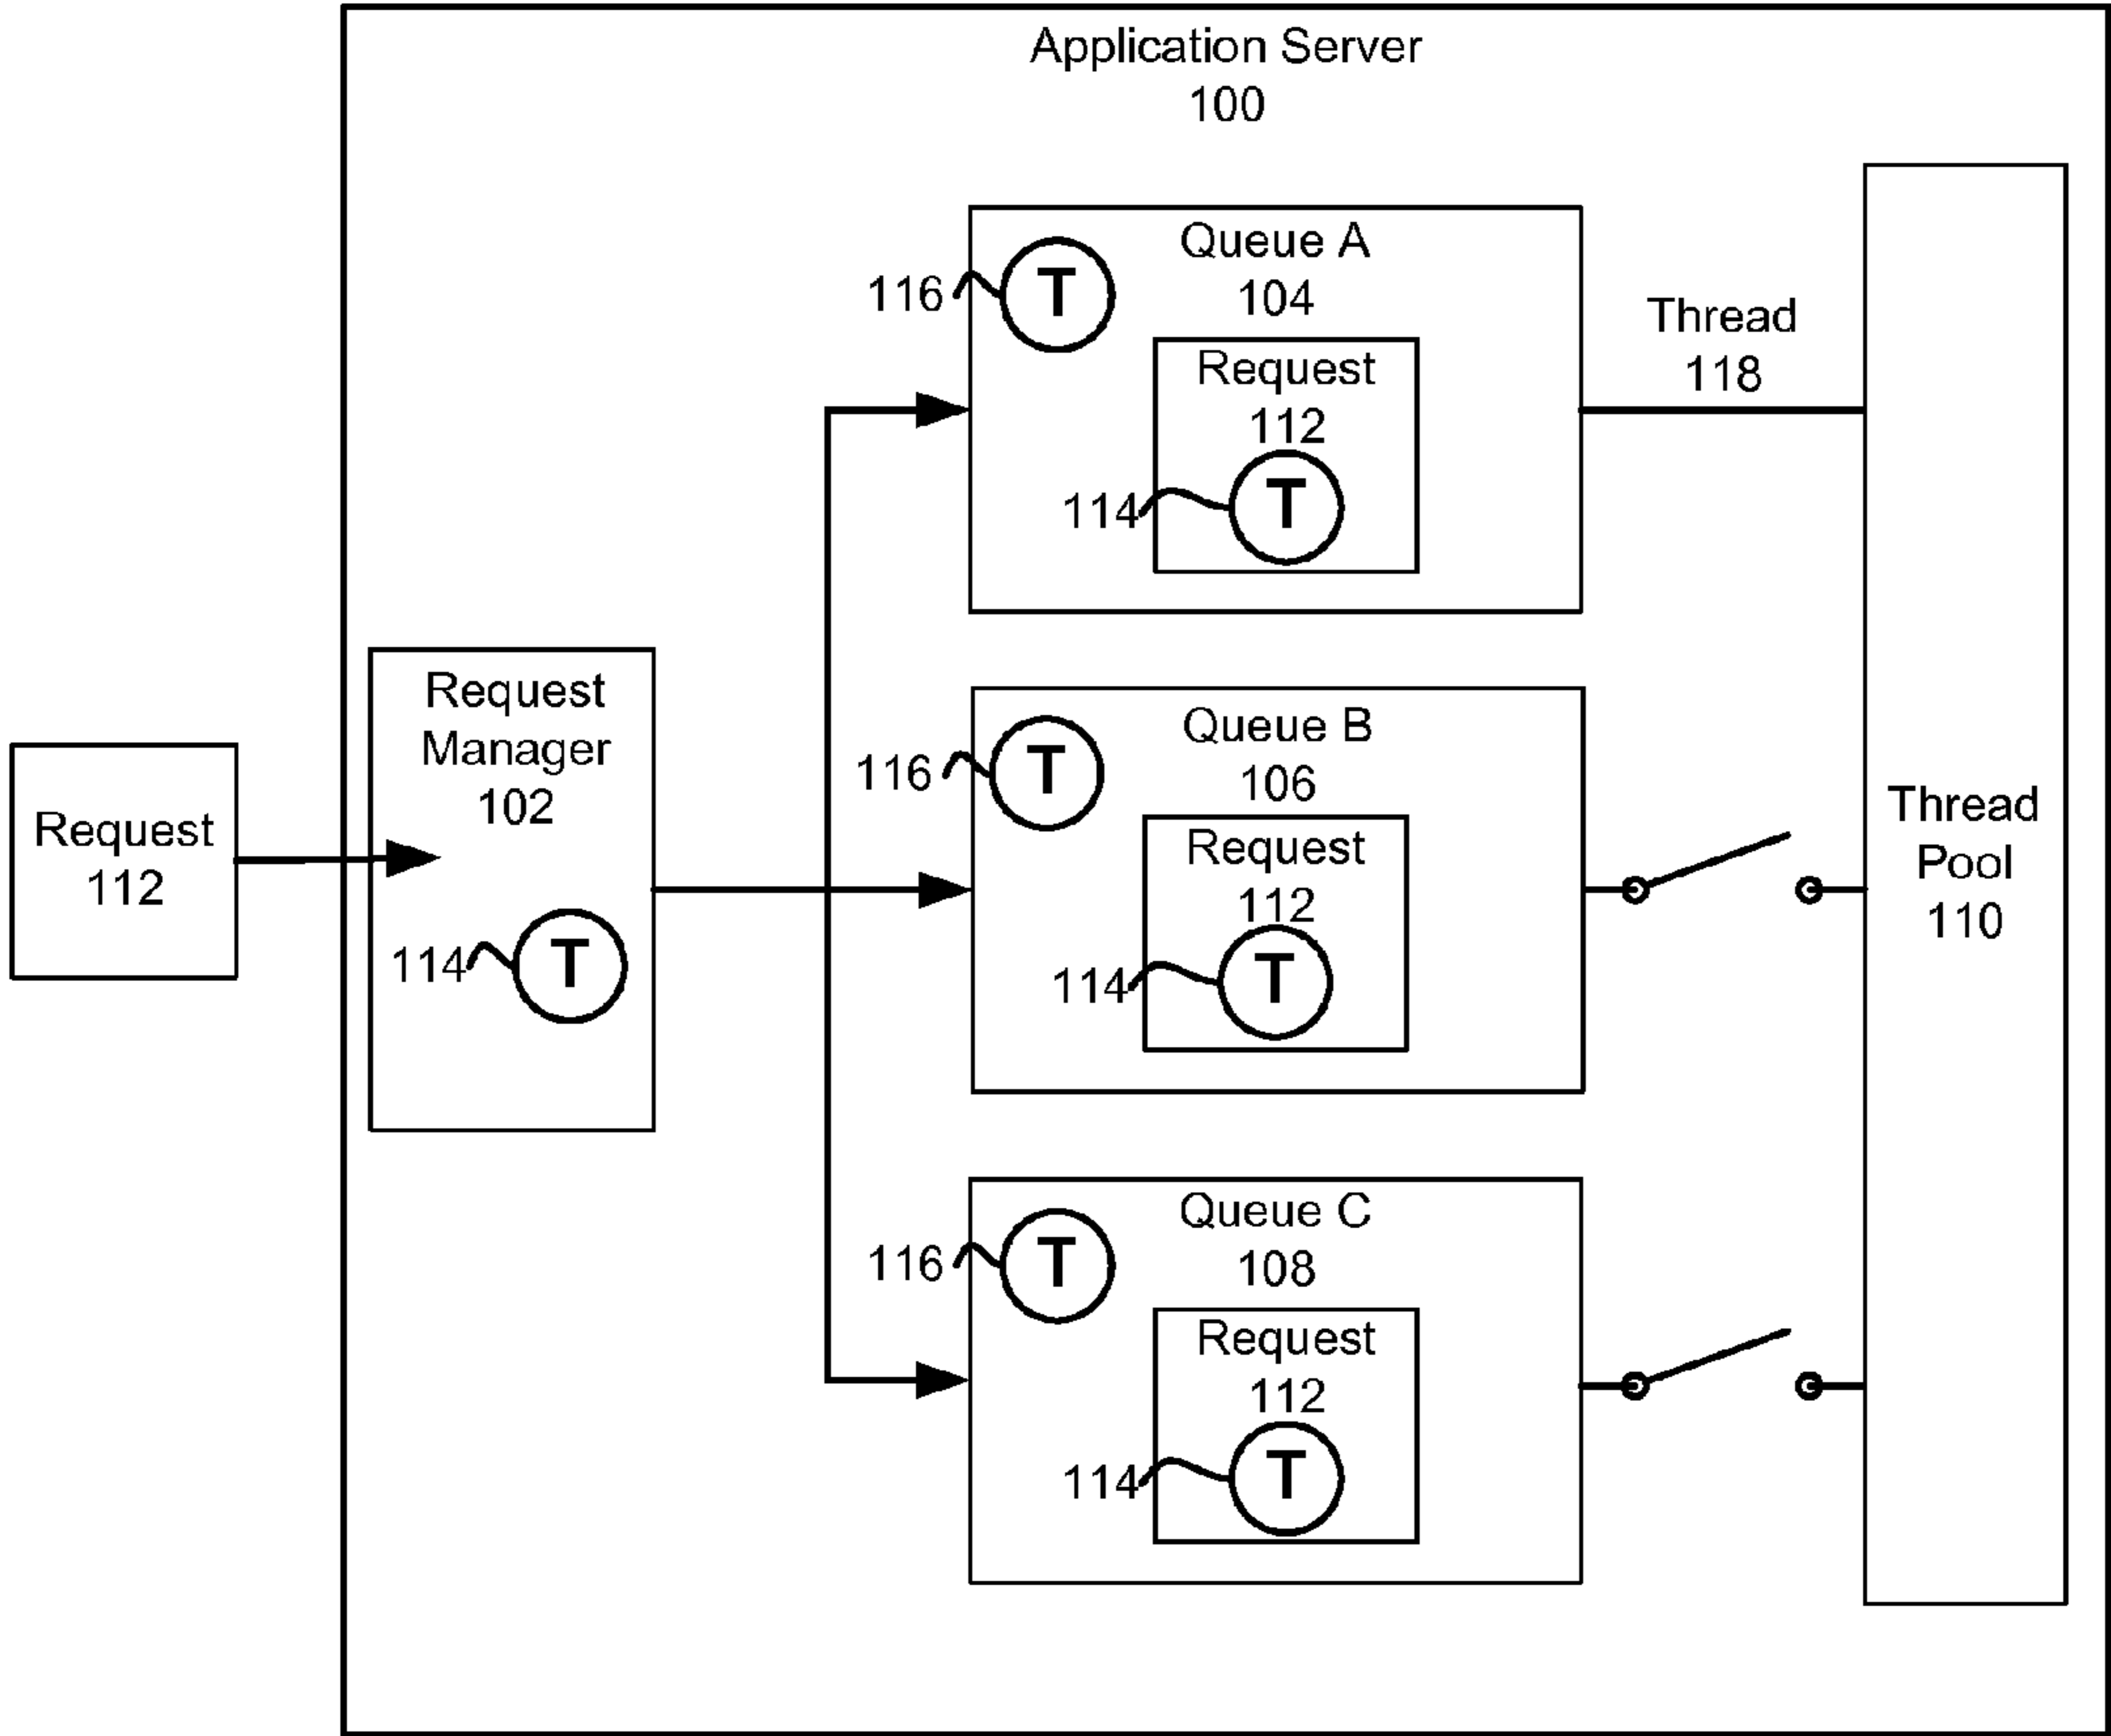 Application Server
100
Queue A
104
116
T
Request
112
114
T
Thread
118
Request
Manager
102
114
T
Request
112
Queue B
106
116
T
Request
112
114
T
Thread
Pool
110
Queue C
108
116
T
Request
112
114
T